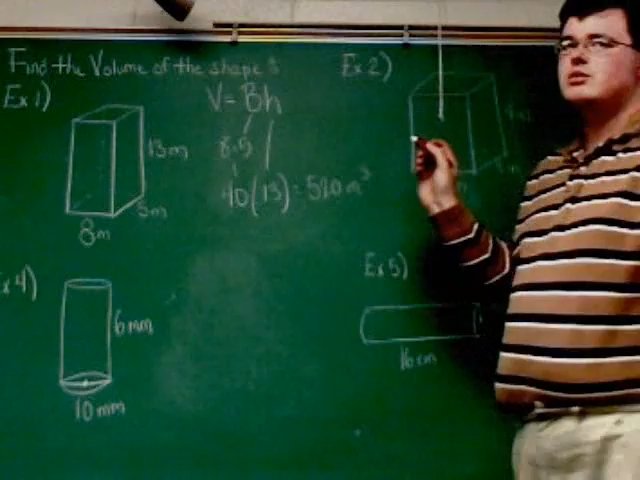 Find the Volume of the shapes
Ex 1)
V = Bh
13m
8·5
40(13) = 520 m³
5m
8m
Ex 2)
Ex 4)
6mm
10mm
Ex 5)
16cm